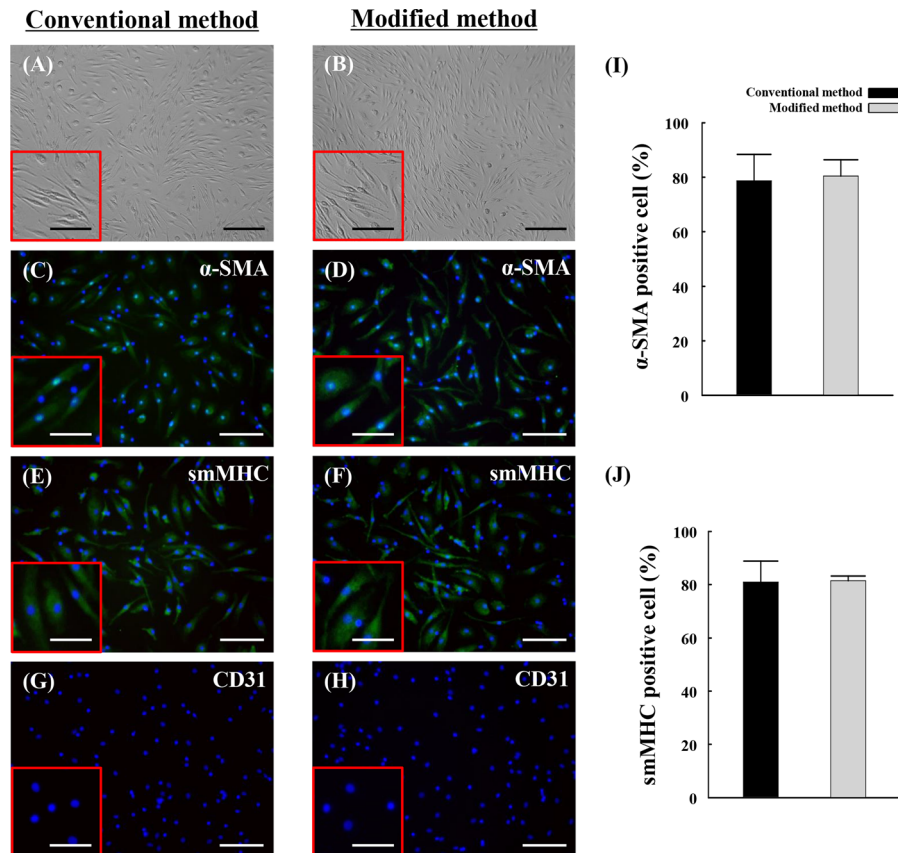 Conventional method
Modified method
(A)
(B)
(I)
Conventional method
Modified method
100
80
60
40
20
0
α-SMA positive cell (%)
(C)
α-SMA
(D)
α-SMA
(E)
smMHC
(F)
smMHC
(J)
100
80
60
40
20
0
smMHC positive cell (%)
(G)
CD31
(H)
CD31